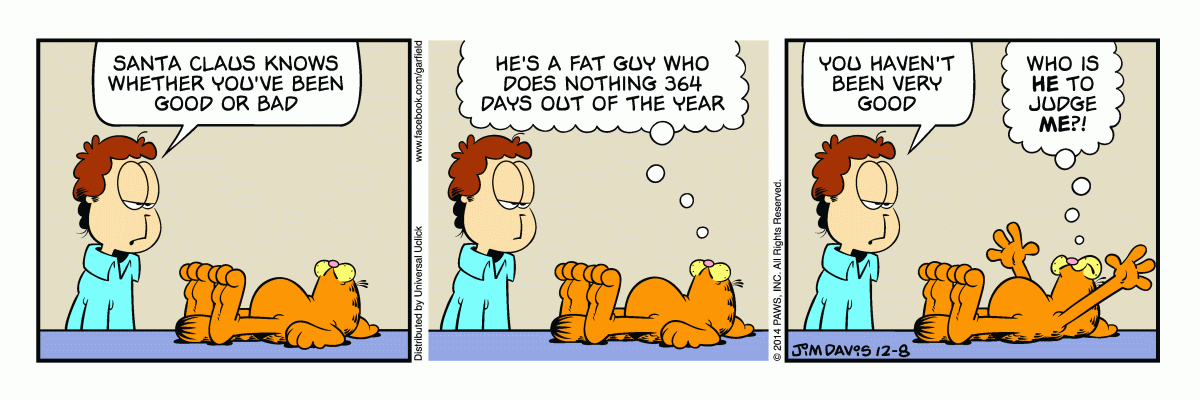 SANTA CLAUS KNOWS
WHETHER YOU'VE BEEN
GOOD OR BAD
www.facebook.com/garfield
Distributed by Universal Uclick
HE'S A FAT GUY WHO
DOES NOTHING 364
DAYS OUT OF THE YEAR
© 2014 PAWS, INC. All Rights Reserved.
YOU HAVEN'T
BEEN VERY
GOOD
WHO IS
HE TO
JUDGE
ME?!
JIM DAVIS 12-8